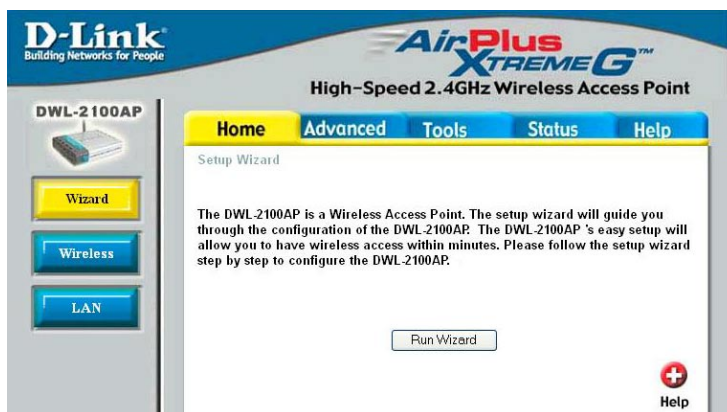 D-Link
Building Networks for People
AirPlus
XTREME G™
High-Speed 2.4GHz Wireless Access Point
DWL-2100AP
Home Advanced Tools Status Help
Wizard
Wireless
LAN
Setup Wizard
The DWL-2100AP is a Wireless Access Point. The setup wizard will guide you
through the configuration of the DWL-2100AP. The DWL-2100AP 's easy setup will
allow you to have wireless access within minutes. Please follow the setup wizard
step by step to configure the DWL-2100AP.
Run Wizard
Help